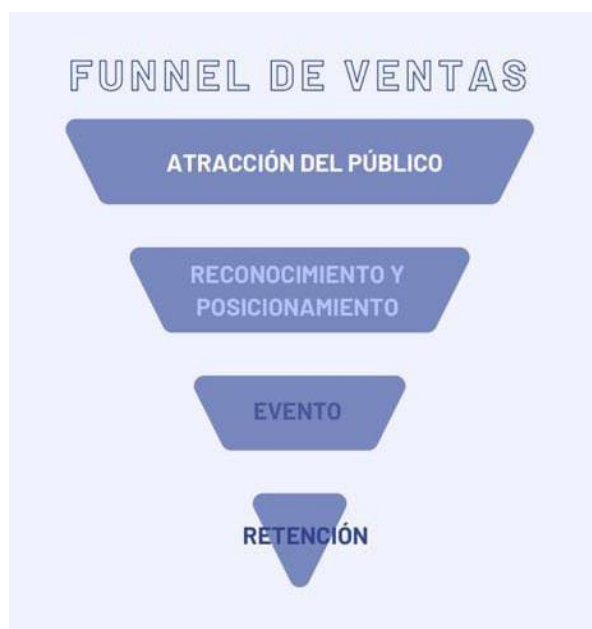 FUNNEL DE VENTAS
ATRACCIÓN DEL PÚBLICO
RECONOCIMIENTO Y
POSICIONAMIENTO
EVENTO
RETENCIÓN